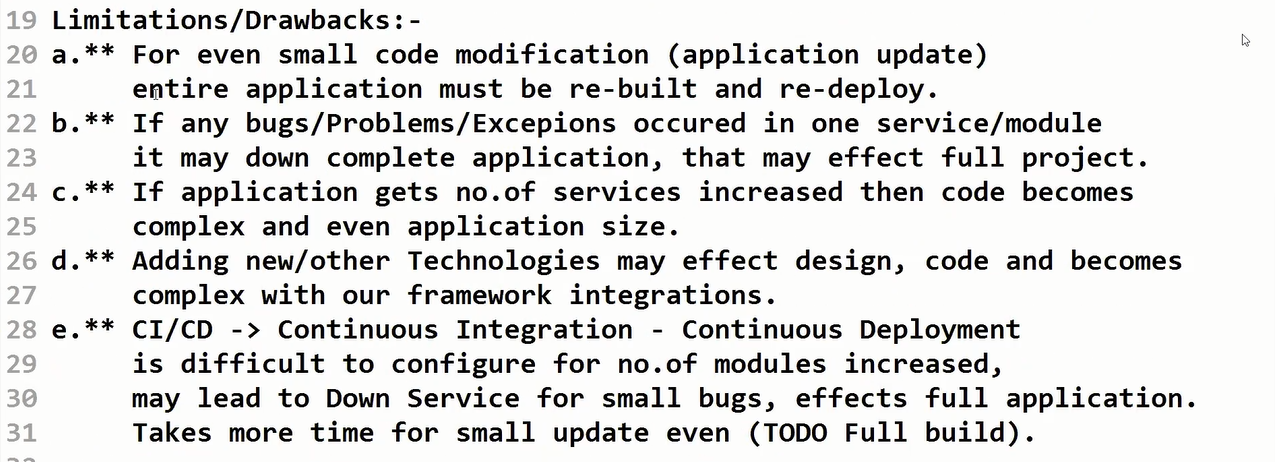 19 Limitations/Drawbacks:-
20 a.** For even small code modification (application update)
21 entire application must be re-built and re-deploy.
22 b.** If any bugs/Problems/Excepions occured in one service/module
23 it may down complete application, that may effect full project.
24 c.** If application gets no.of services increased then code becomes
25 complex and even application size.
26 d.** Adding new/other Technologies may effect design, code and becomes
27 complex with our framework integrations.
28 e.** CI/CD -> Continuous Integration - Continuous Deployment
29 is difficult to configure for no.of modules increased,
30 may lead to Down Service for small bugs, effects full application.
31 Takes more time for small update even (TODO Full build).